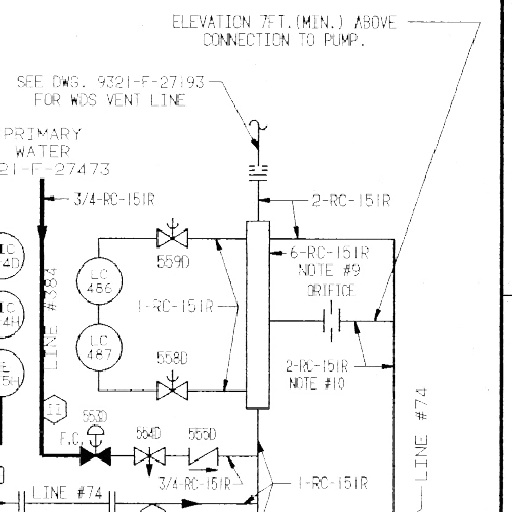 ELEVATION 7FT.(MIN.) ABOVE
CONNECTION TO PUMP.
SEE DWG. 9321-F-27193
FOR WDS VENT LINE
PRIMARY
WATER
21-F-27473
3/4-RC-151R
2-RC-151R
6-RC-151R
NOTE #9
ORIFICE
559D
LC
486
1-RC-151R
LINE #384
LC
487
558D
2-RC-151R
NOTE #10
LINE #74
II
553D
F.C.
554D
555D
3/4-RC-151R
1-RC-151R
LINE #74
LC
4D
LC
4H
E
5H